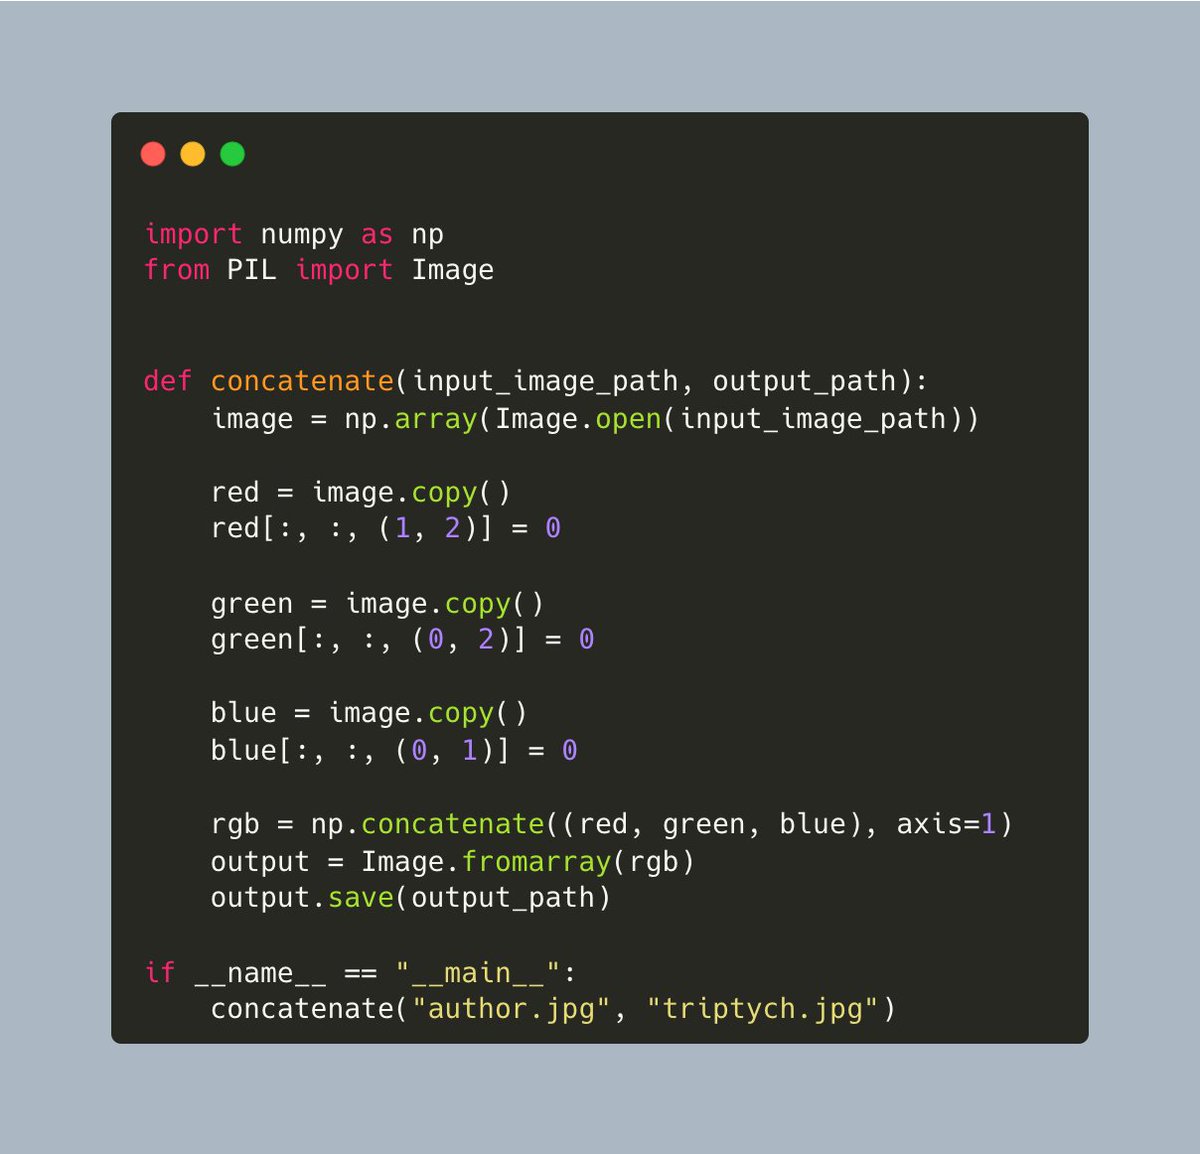 import numpy as np
from PIL import Image
def concatenate(input_image_path, output_path):
    image = np.array(Image.open(input_image_path))
    red = image.copy()
    red[:, :, (1, 2)] = 0
    green = image.copy()
    green[:, :, (0, 2)] = 0
    blue = image.copy()
    blue[:, :, (0, 1)] = 0
    rgb = np.concatenate((red, green, blue), axis=1)
    output = Image.fromarray(rgb)
    output.save(output_path)
if __name__ == "__main__":
    concatenate("author.jpg", "triptych.jpg")